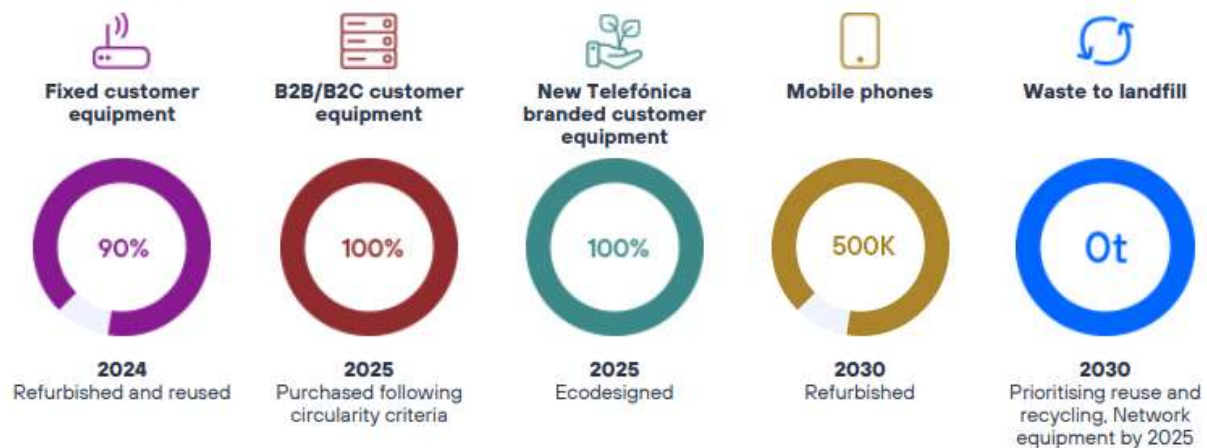 Fixed customer
equipment
B2B/B2C customer
equipment
New Telefónica
branded customer
equipment
Mobile phones
Waste to landfill
90%
100%
100%
500K
0t
2024
Refurbished and reused
2025
Purchased following
circularity criteria
2025
Ecodesigned
2030
Refurbished
2030
Prioritising reuse and
recycling, Network
equipment by 2025